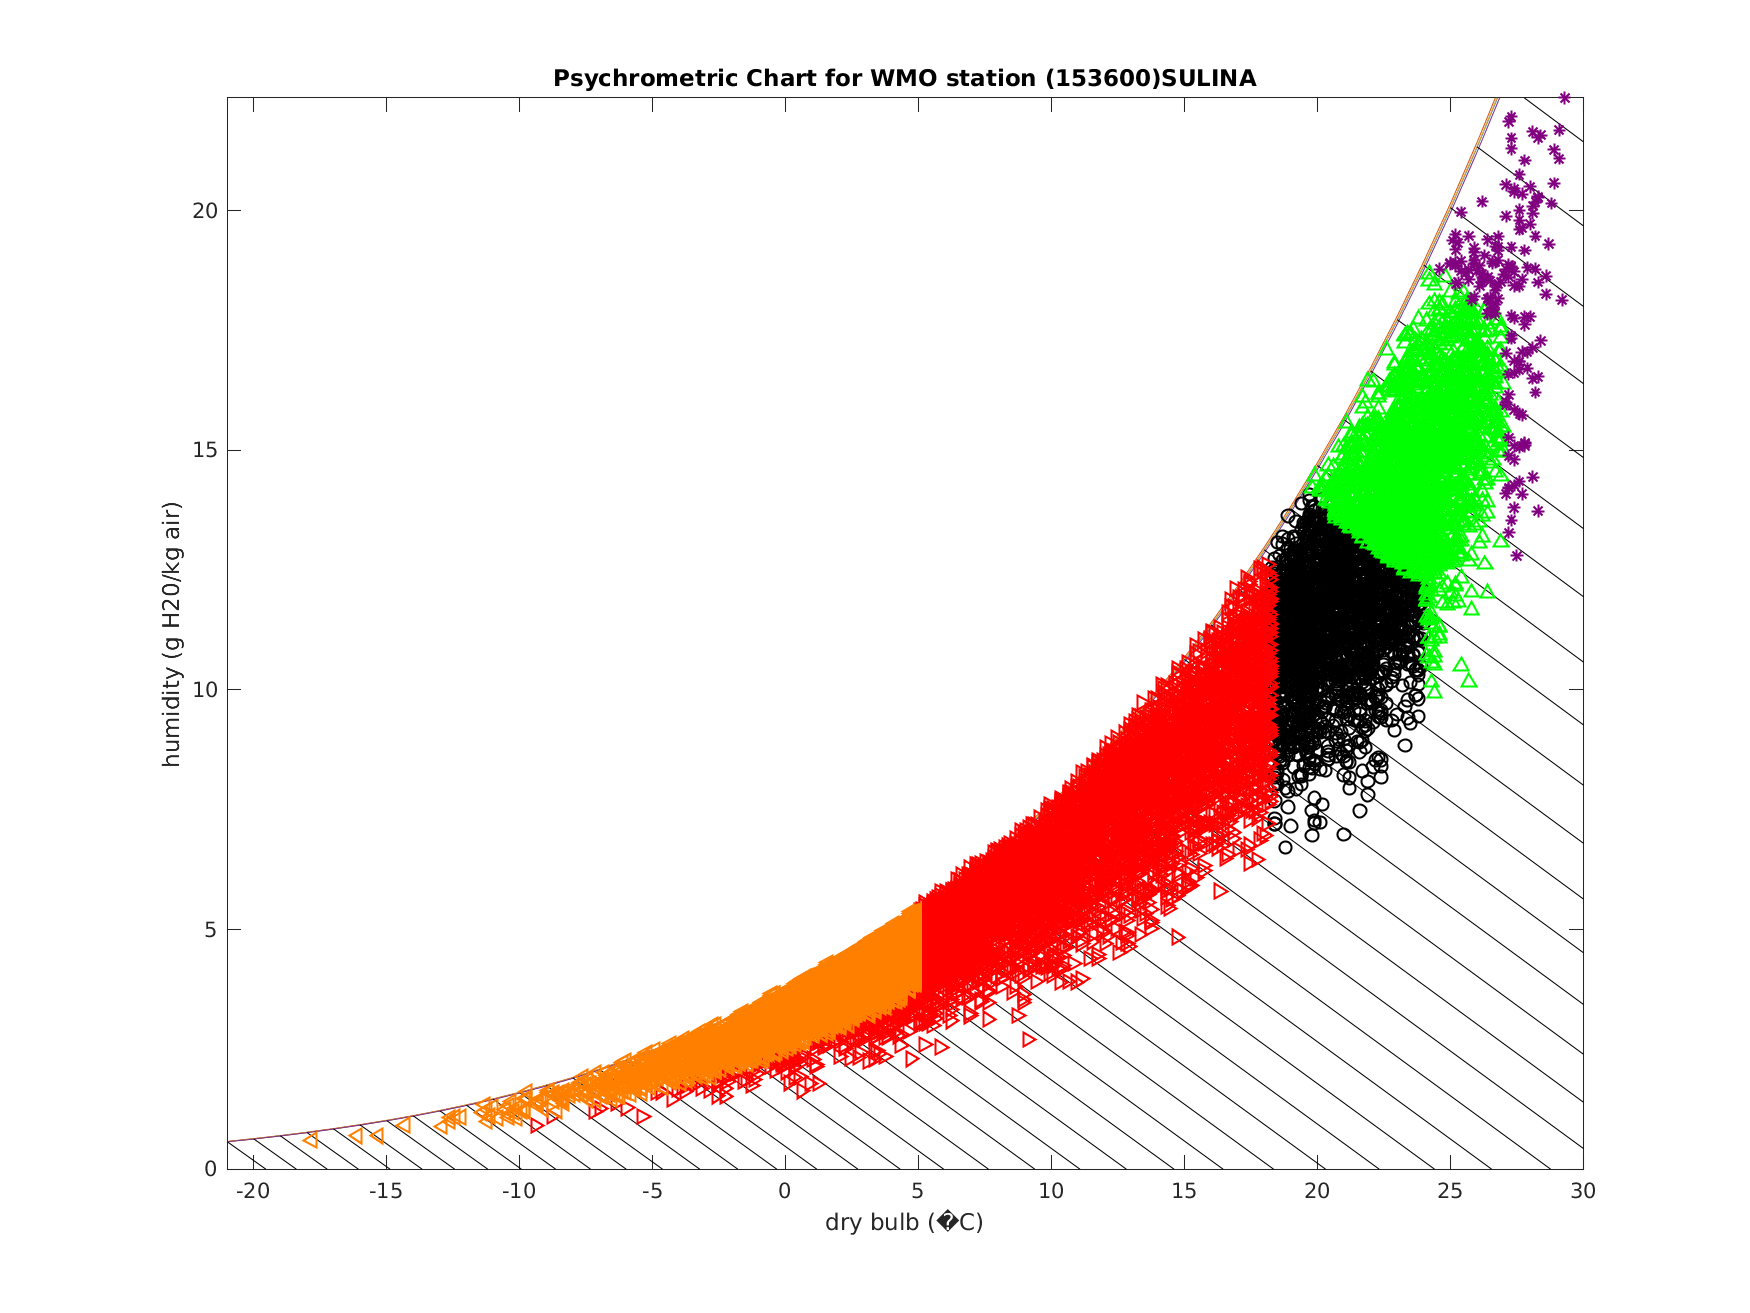 Psychrometric Chart for WMO station (153600)SULINA
20
15
10
5
0
humidity (g H20/kg air)
-20 -15 -10 -5 0 5 10 15 20 25 30
dry bulb (�C)